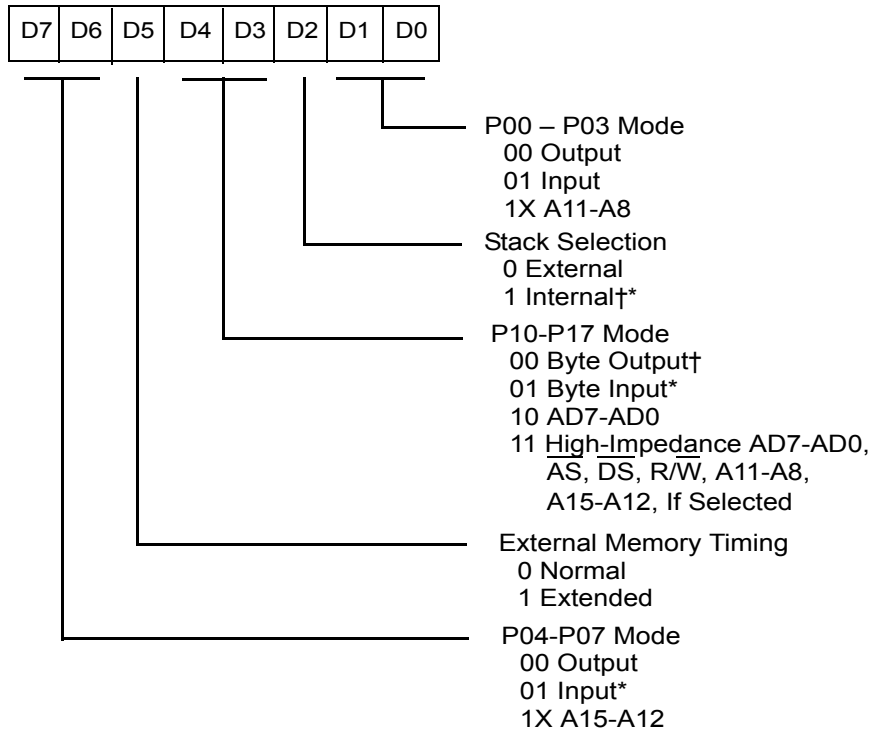 D7 D6 D5 D4 D3 D2 D1 D0
P00 – P03 Mode
00 Output
01 Input
1X A11-A8
Stack Selection
0 External
1 Internal†*
P10-P17 Mode
00 Byte Output†
01 Byte Input*
10 AD7-AD0
11 High-Impedance AD7-AD0,
A̅S̅, D̅S̅, R/W̅, A11-A8,
A15-A12, If Selected
External Memory Timing
0 Normal
1 Extended
P04-P07 Mode
00 Output
01 Input*
1X A15-A12